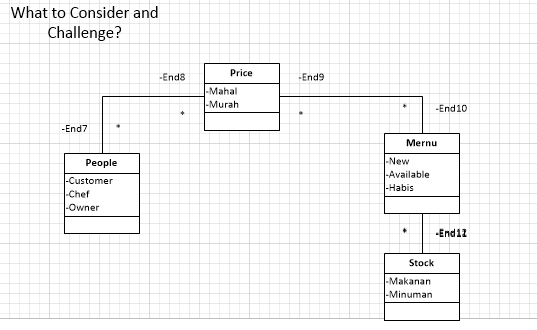 What to Consider and
Challenge?
-End8
Price
-End9
-Mahal
-Murah
*
*
*
-End10
-End7
*
Mernu
-New
-Available
-Habis
People
-Customer
-Chef
-Owner
*
Stock
-Makanan
-Minuman